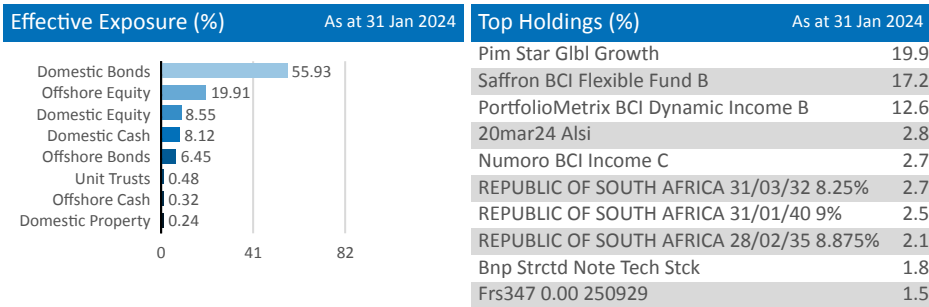 Effective Exposure (%) As at 31 Jan 2024
Domestic Bonds 55.93
Offshore Equity 19.91
Domestic Equity 8.55
Domestic Cash 8.12
Offshore Bonds 6.45
Unit Trusts 0.48
Offshore Cash 0.32
Domestic Property 0.24
0 41 82
Top Holdings (%) As at 31 Jan 2024
Pim Star Glbl Growth 19.9
Saffron BCI Flexible Fund B 17.2
PortfolioMetrix BCI Dynamic Income B 12.6
20mar24 Alsi 2.8
Numoro BCI Income C 2.7
REPUBLIC OF SOUTH AFRICA 31/03/32 8.25% 2.7
REPUBLIC OF SOUTH AFRICA 31/01/40 9% 2.5
REPUBLIC OF SOUTH AFRICA 28/02/35 8.875% 2.1
Bnp Strctd Note Tech Stck 1.8
Frs347 0.00 250929 1.5